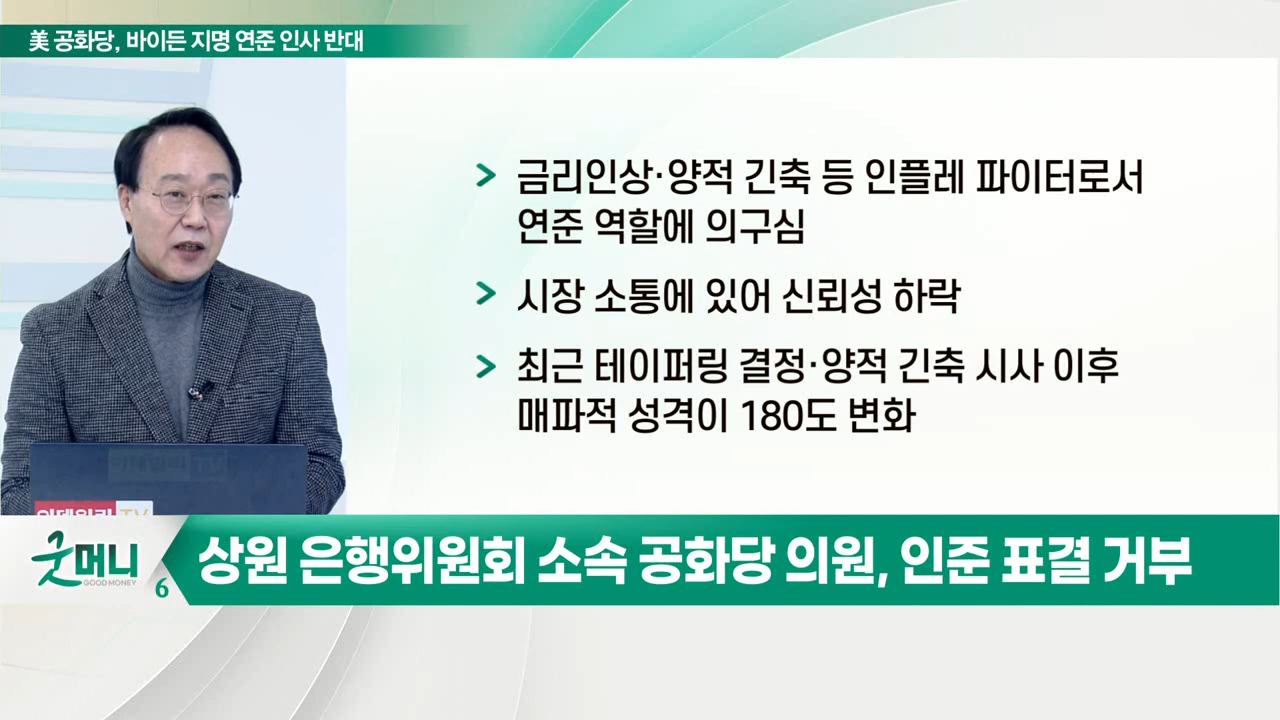 美 공화당, 바이든 지명 연준 인사 반대
금리인상·양적 긴축 등 인플레 파이터로서
연준 역할에 의구심
시장 소통에 있어 신뢰성 하락
최근 테이퍼링 결정·양적 긴축 시사 이후
매파적 성격이 180도 변화
이데일리 TV
굿머니
GOOD MONEY
6
상원 은행위원회 소속 공화당 의원, 인준 표결 거부